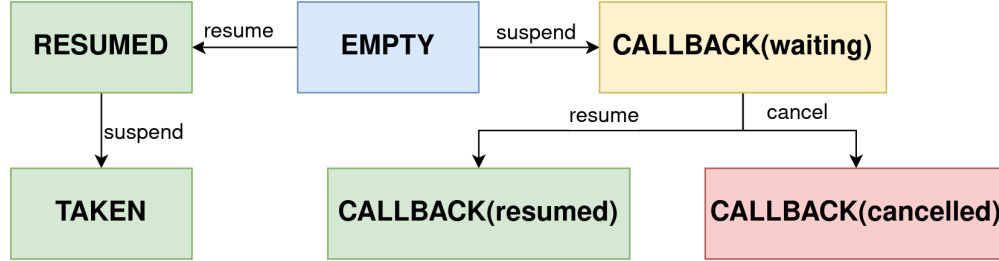 RESUMED
resume
EMPTY
suspend
CALLBACK(waiting)
suspend
resume
cancel
TAKEN
CALLBACK(resumed)
CALLBACK(cancelled)